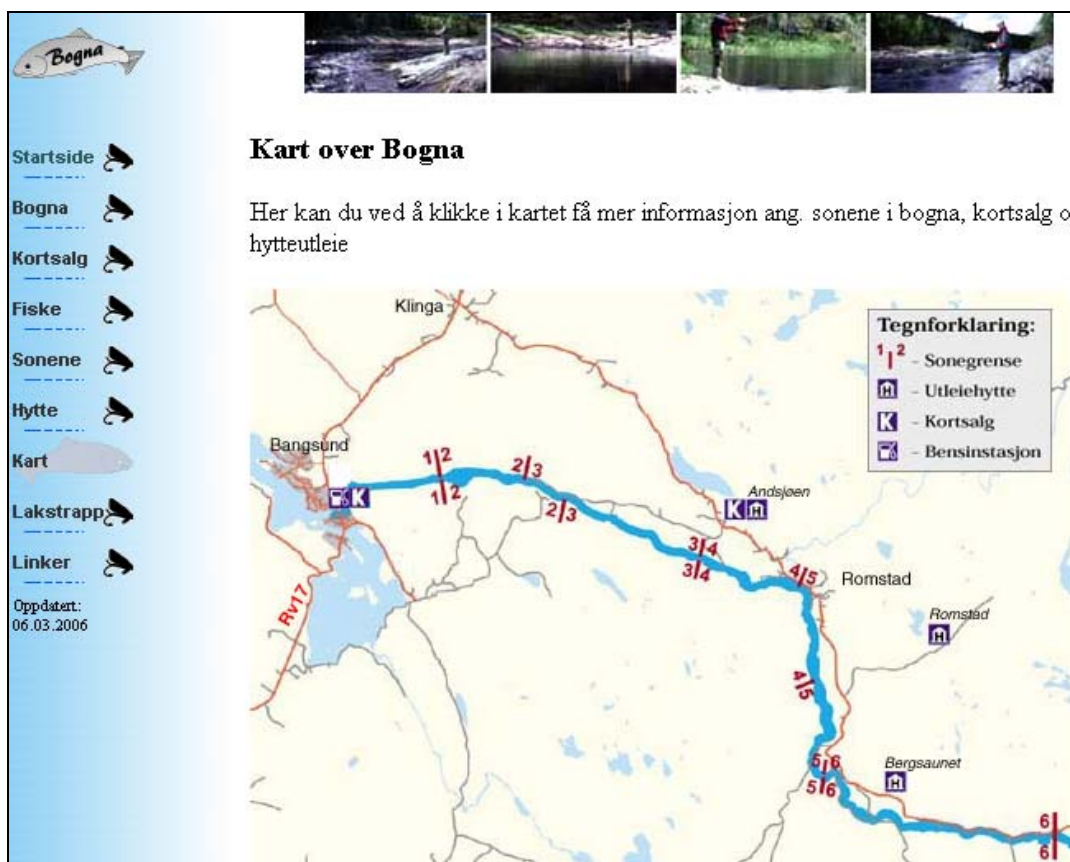 Bogna
Startside
Bogna
Kortsalg
Fiske
Sonene
Hytte
Kart
Lakstrapp
Linker
Oppdatert:
06.03.2006
Kart over Bogna
Her kan du ved å klikke i kartet få mer informasjon ang. sonene i bogna, kortsalg o
hytteutleie
Klinga
Tegnforklaring:
1 2 - Sonegrense
H - Utleiehytte
K - Kortsalg
- Bensinstasjon
Bangsund
1 2
1 2
2 3
2 3
K
Andsjøen
K H
3 4
3 4
4 5
Romstad
Rv17
Romstad
H
4 5
5 6
5 6
Bergsaunet
H
6
6